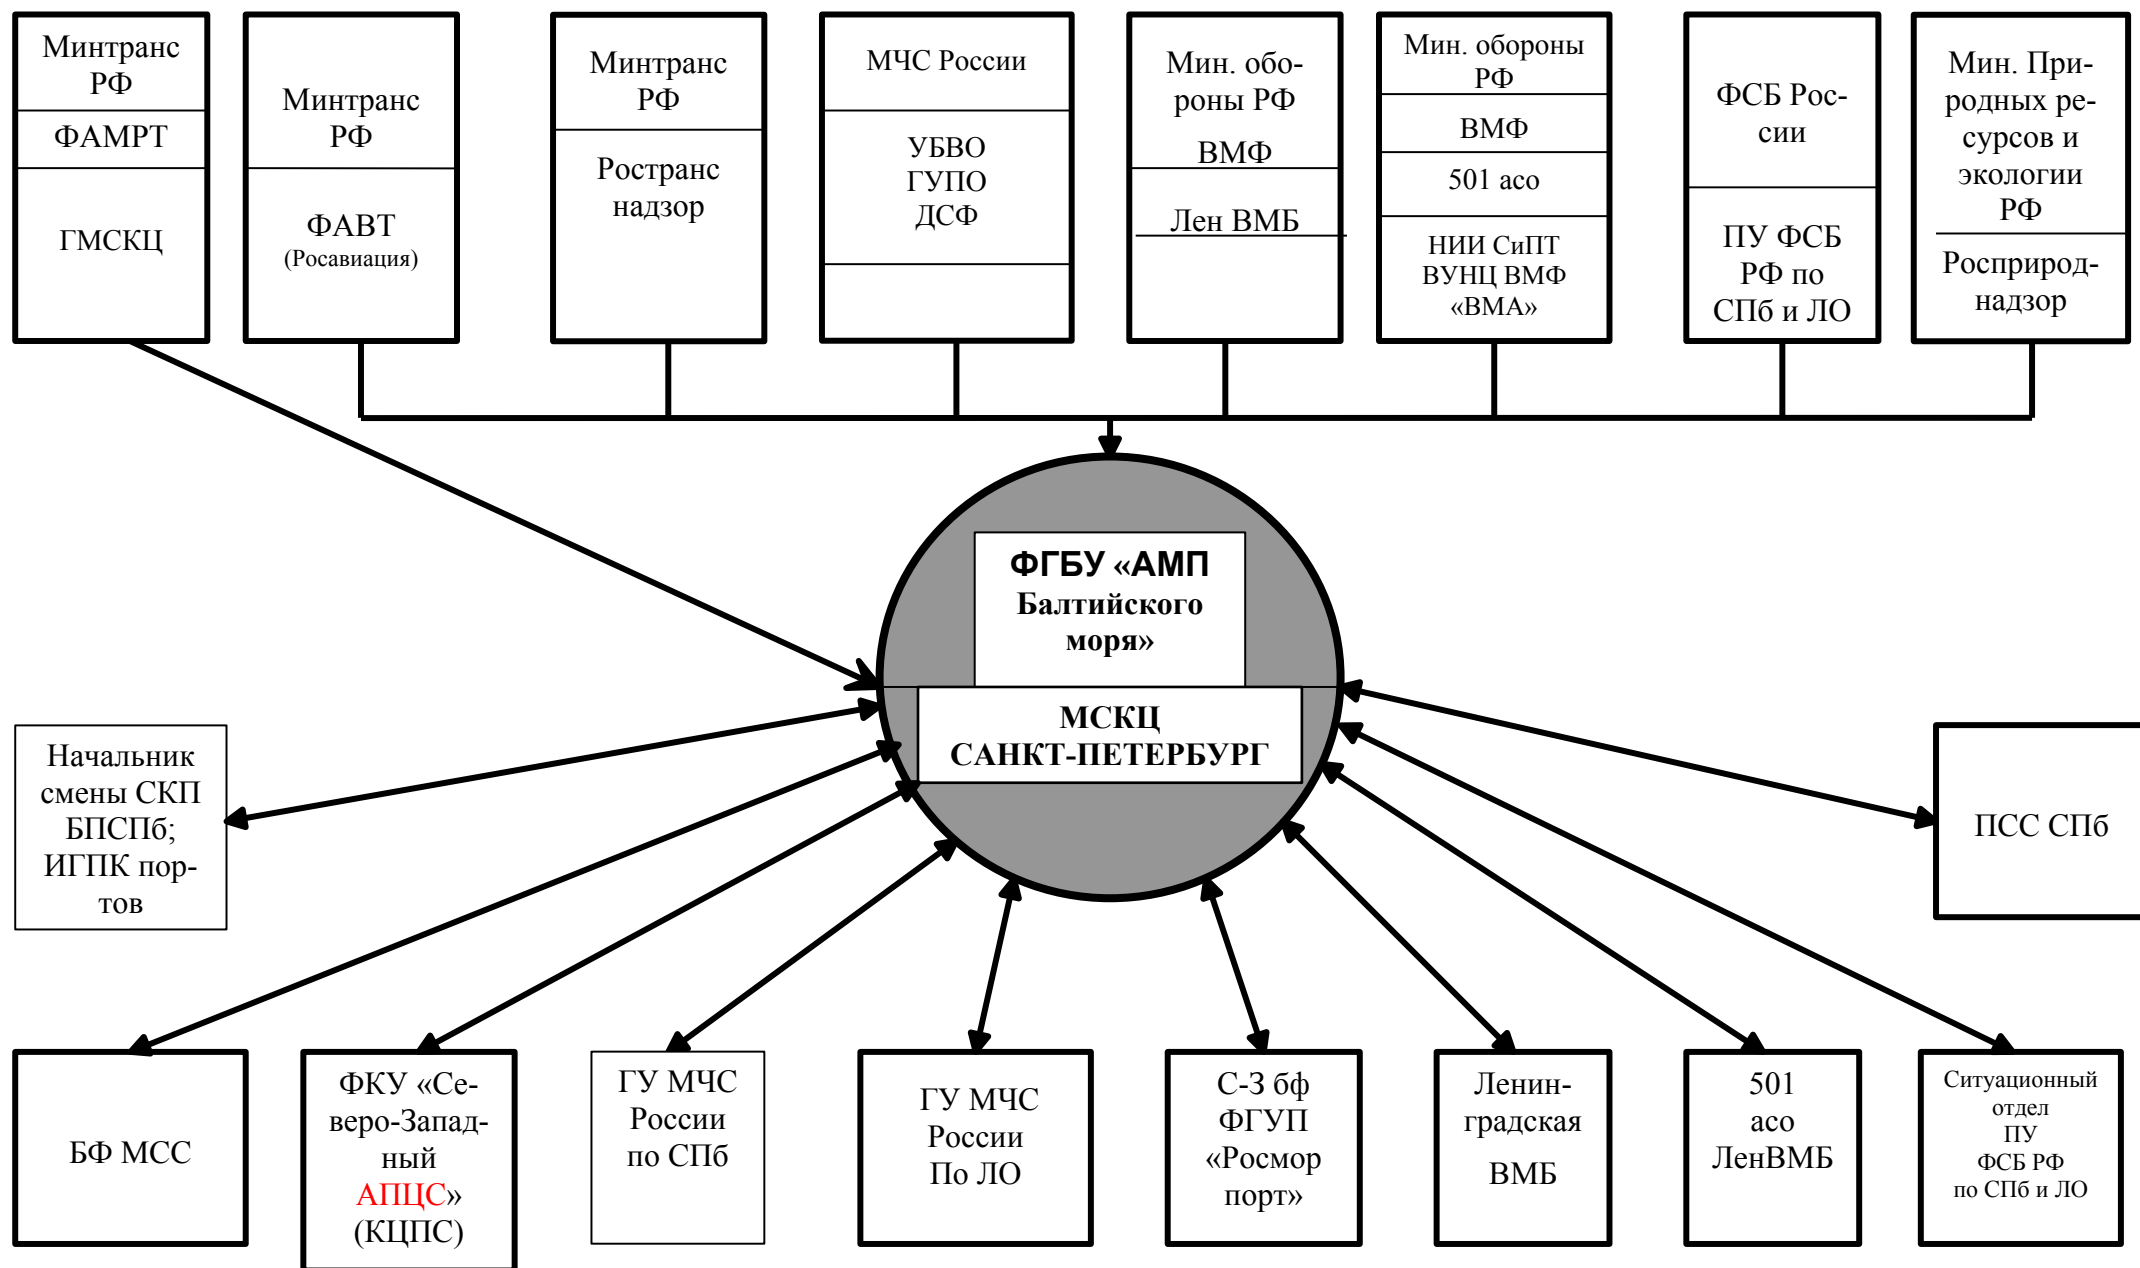 Минтранс
РФ
ФАМРТ
ГМСКЦ
Минтранс
РФ
ФАВТ
(Росавиация)
Минтранс
РФ
Ространс
надзор
МЧС России
УБВО
ГУПО
ДСФ
Мин. обо-
роны РФ
ВМФ
Лен ВМБ
Мин. обороны
РФ
ВМФ
501 асо
НИИ СиПТ
ВУНЦ ВМФ
«ВМА»
ФСБ Рос-
сии
ПУ ФСБ
РФ по
СПб и ЛО
Мин. При-
родных ре-
сурсов и
экологии
РФ
Росприрод-
надзор
ФГБУ «АМП
Балтийского
моря»
МСКЦ
САНКТ-ПЕТЕРБУРГ
Начальник
смены СКП
БПСПб;
ИГПК пор-
тов
ПСС СПб
БФ МСС
ФКУ «Се-
веро-Запад-
ный
АПЦС»
(КЦПС)
ГУ МЧС
России
по СПб
ГУ МЧС
России
По ЛО
С-З бф
ФГУП
«Росмор
порт»
Ленин-
градская
ВМБ
501
асо
ЛенВМБ
Ситуационный
отдел
ПУ
ФСБ РФ
по СПб и ЛО